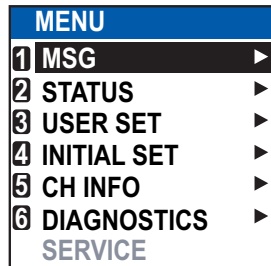 MENU
1 MSG ▶
2 STATUS ▶
3 USER SET ▶
4 INITIAL SET ▶
5 CH INFO ▶
6 DIAGNOSTICS ▶
SERVICE